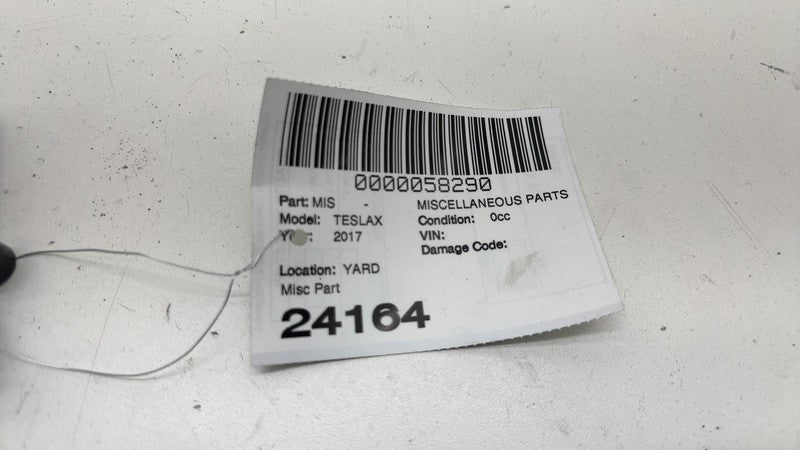 0000058290
Part: MIS - MISCELLANEOUS PARTS
Model: TESLAX Condition: 0cc
2017 VIN:
Damage Code:
Location: YARD
Misc Part
24164